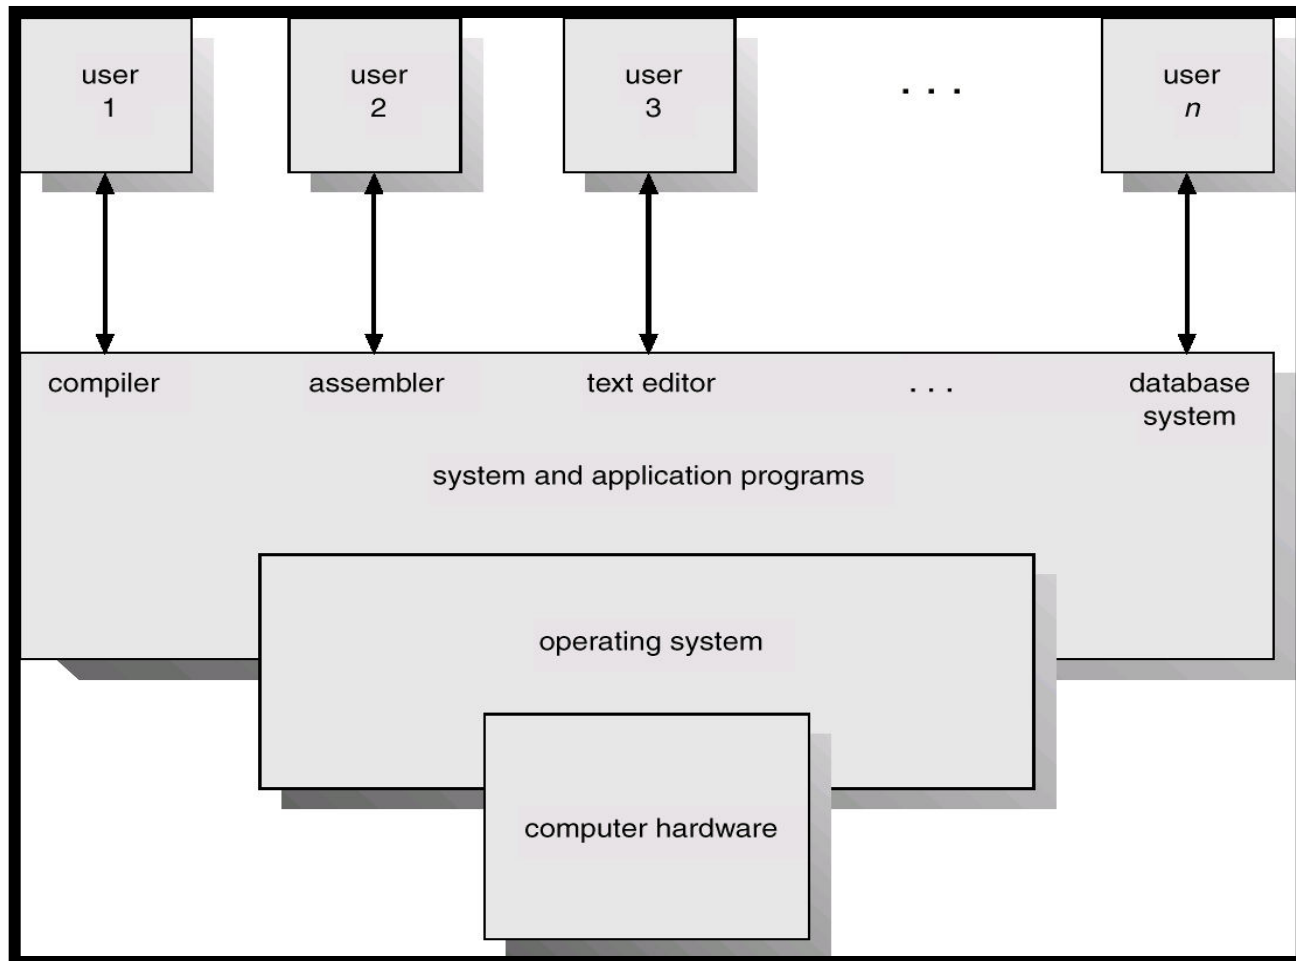 user
1
user
2
user
3
. . .
user
n
compiler
assembler
text editor
. . .
database
system
system and application programs
operating system
computer hardware